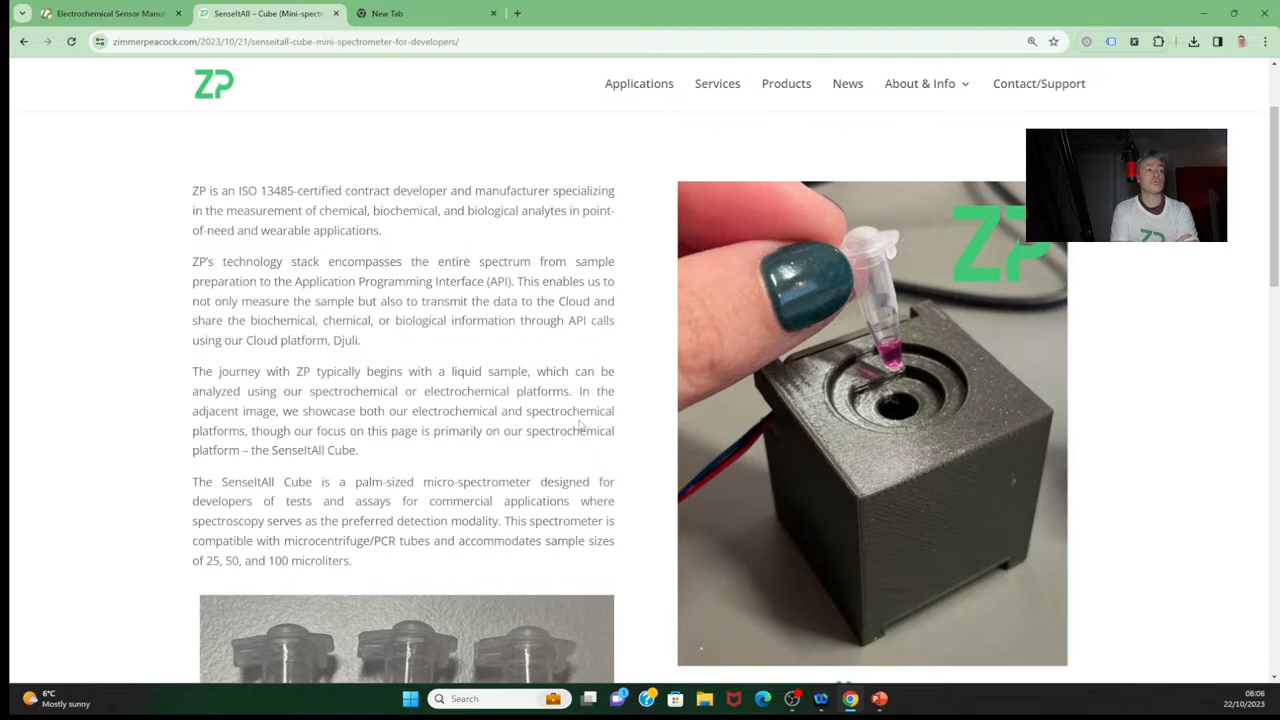 Electrochemical Sensor Manuf
SenseItAll – Cube (Mini-spectr
New Tab
zimmerpeacock.com/2023/10/21/senseitall-cube-mini-spectrometer-for-developers/
ZP
Applications
Services
Products
News
About & Info
Contact/Support
ZP is an ISO 13485-certified contract developer and manufacturer specializing
in the measurement of chemical, biochemical, and biological analytes in point-
of-need and wearable applications.
ZP's technology stack encompasses the entire spectrum from sample
preparation to the Application Programming Interface (API). This enables us to
not only measure the sample but also to transmit the data to the Cloud and
share the biochemical, chemical, or biological information through API calls
using our Cloud platform, Djuli.
The journey with ZP typically begins with a liquid sample, which can be
analyzed using our spectrochemical or electrochemical platforms. In the
adjacent image, we showcase both our electrochemical and spectrochemical
platforms, though our focus on this page is primarily on our spectrochemical
platform – the SenseItAll Cube.
The SenseItAll Cube is a palm-sized micro-spectrometer designed for
developers of tests and assays for commercial applications where
spectroscopy serves as the preferred detection modality. This spectrometer is
compatible with microcentrifuge/PCR tubes and accommodates sample sizes
of 25, 50, and 100 microliters.
ZP
ZP
6°C
Mostly sunny
Search
08:06
22/10/2023